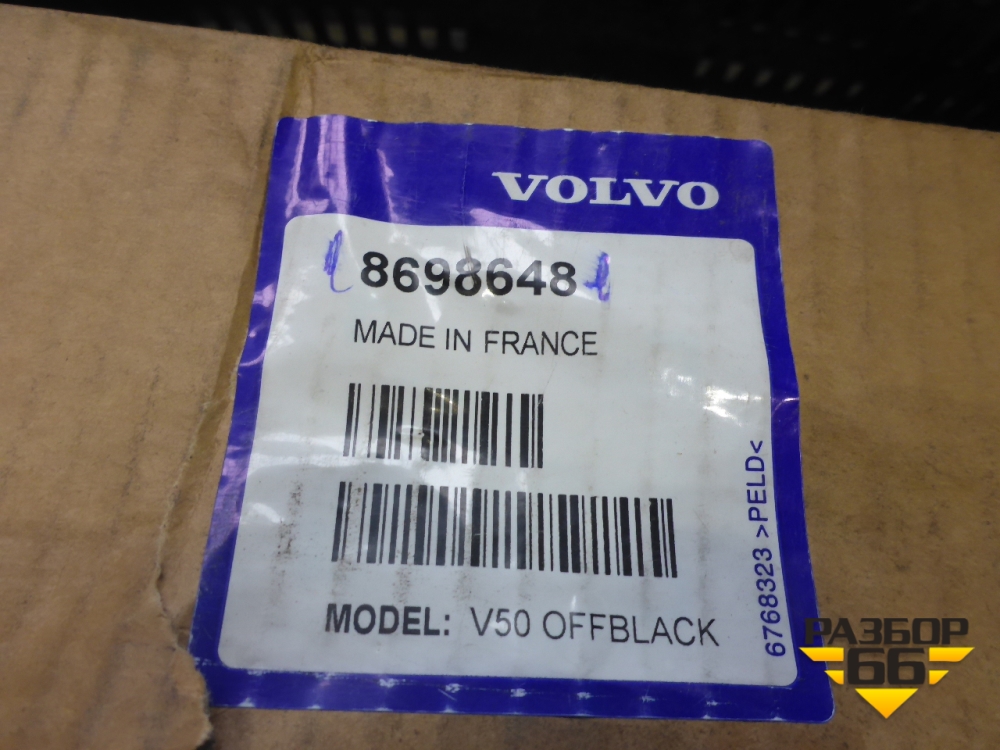 VOLVO
8698648
MADE IN FRANCE
MODEL: V50 OFFBLACK
6768323 >PELD<
РАЗБОР
66